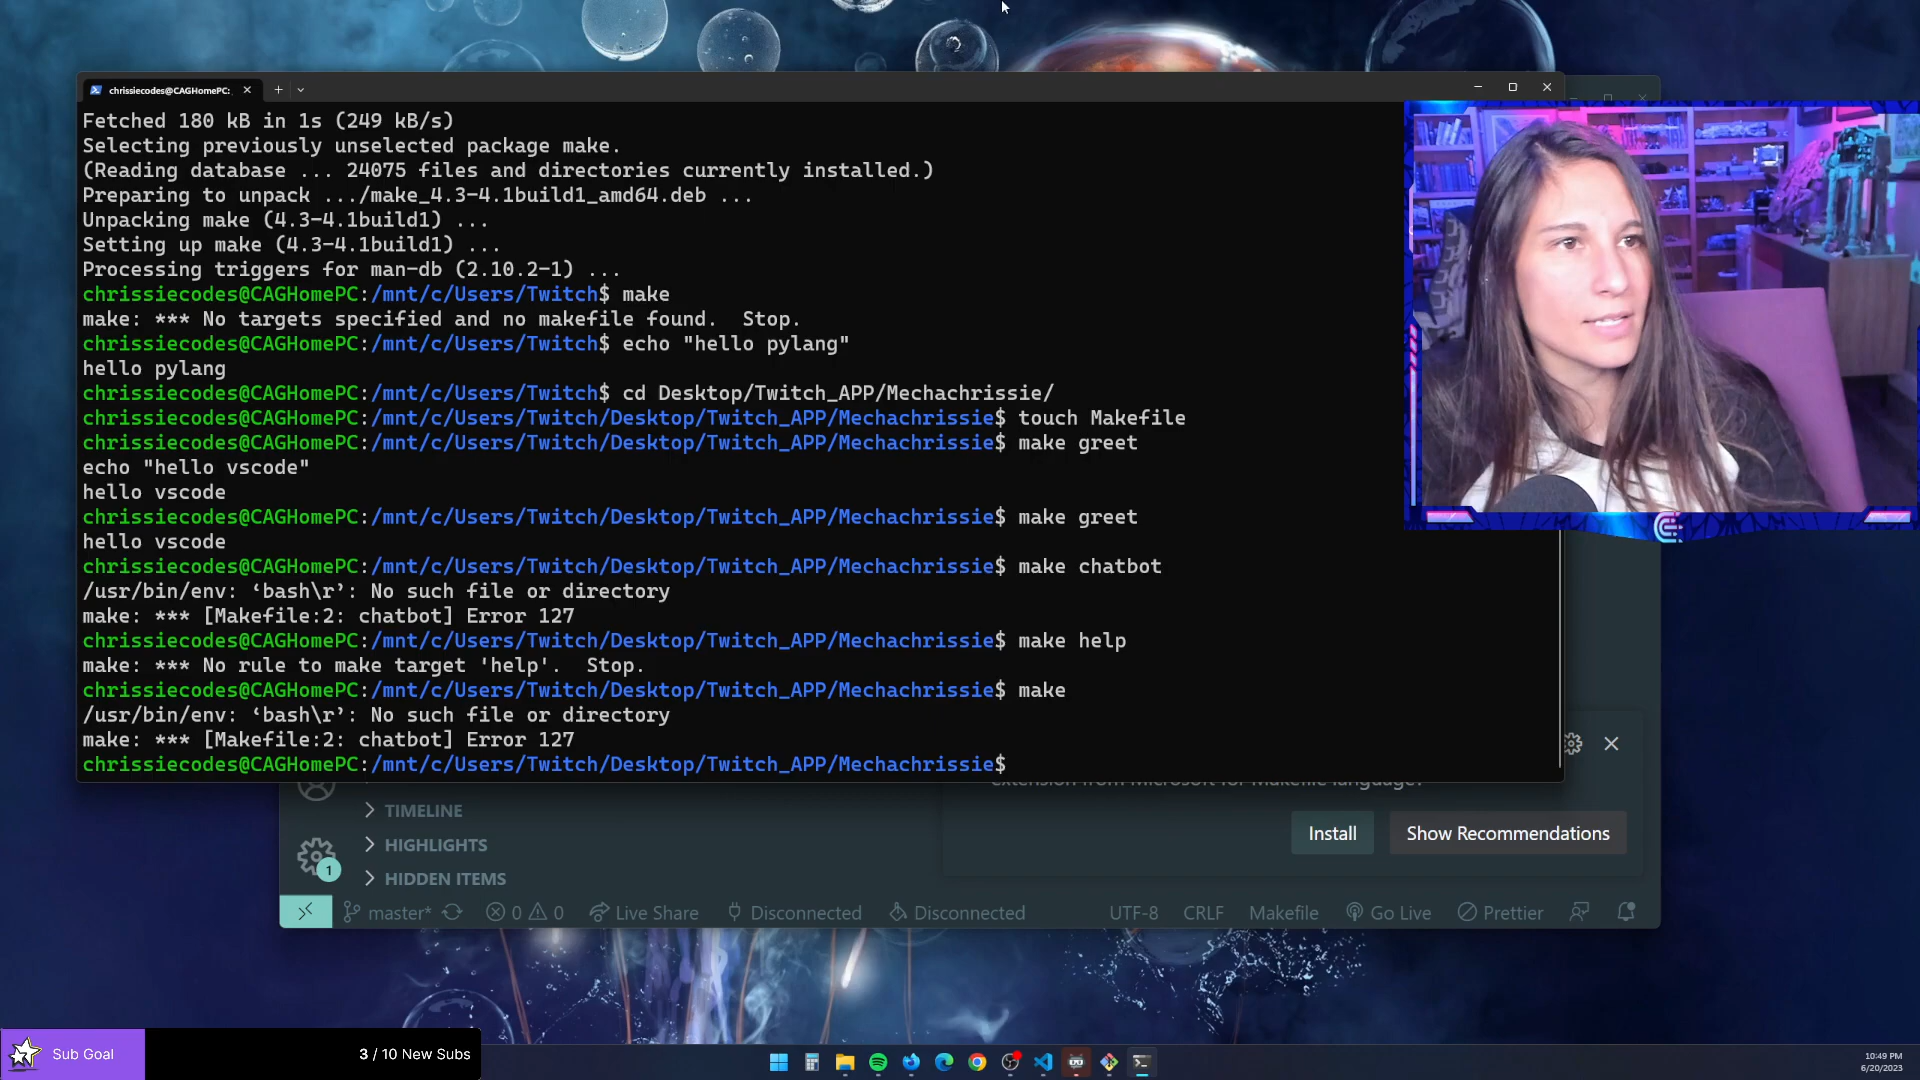 chrissiecodes@CAGHomePC:
Fetched 180 kB in 1s (249 kB/s)
Selecting previously unselected package make.
(Reading database ... 24075 files and directories currently installed.)
Preparing to unpack .../make_4.3-4.1build1_amd64.deb ...
Unpacking make (4.3-4.1build1) ...
Setting up make (4.3-4.1build1) ...
Processing triggers for man-db (2.10.2-1) ...
chrissiecodes@CAGHomePC:/mnt/c/Users/Twitch$ make
make: *** No targets specified and no makefile found.  Stop.
chrissiecodes@CAGHomePC:/mnt/c/Users/Twitch$ echo "hello pylang"
hello pylang
chrissiecodes@CAGHomePC:/mnt/c/Users/Twitch$ cd Desktop/Twitch_APP/Mechachrissie/
chrissiecodes@CAGHomePC:/mnt/c/Users/Twitch/Desktop/Twitch_APP/Mechachrissie$ touch Makefile
chrissiecodes@CAGHomePC:/mnt/c/Users/Twitch/Desktop/Twitch_APP/Mechachrissie$ make greet
echo "hello vscode"
hello vscode
chrissiecodes@CAGHomePC:/mnt/c/Users/Twitch/Desktop/Twitch_APP/Mechachrissie$ make greet
hello vscode
chrissiecodes@CAGHomePC:/mnt/c/Users/Twitch/Desktop/Twitch_APP/Mechachrissie$ make chatbot
/usr/bin/env: ‘bash\r’: No such file or directory
make: *** [Makefile:2: chatbot] Error 127
chrissiecodes@CAGHomePC:/mnt/c/Users/Twitch/Desktop/Twitch_APP/Mechachrissie$ make help
make: *** No rule to make target 'help'.  Stop.
chrissiecodes@CAGHomePC:/mnt/c/Users/Twitch/Desktop/Twitch_APP/Mechachrissie$ make
/usr/bin/env: ‘bash\r’: No such file or directory
make: *** [Makefile:2: chatbot] Error 127
chrissiecodes@CAGHomePC:/mnt/c/Users/Twitch/Desktop/Twitch_APP/Mechachrissie$
extension from Microsoft for Makefile language?
TIMELINE
Install Show Recommendations
HIGHLIGHTS
1
HIDDEN ITEMS
master* 0 0 Live Share Disconnected Disconnected UTF-8 CRLF Makefile Go Live Prettier
Sub Goal 3 / 10 New Subs
10:49 PM
6/20/2023